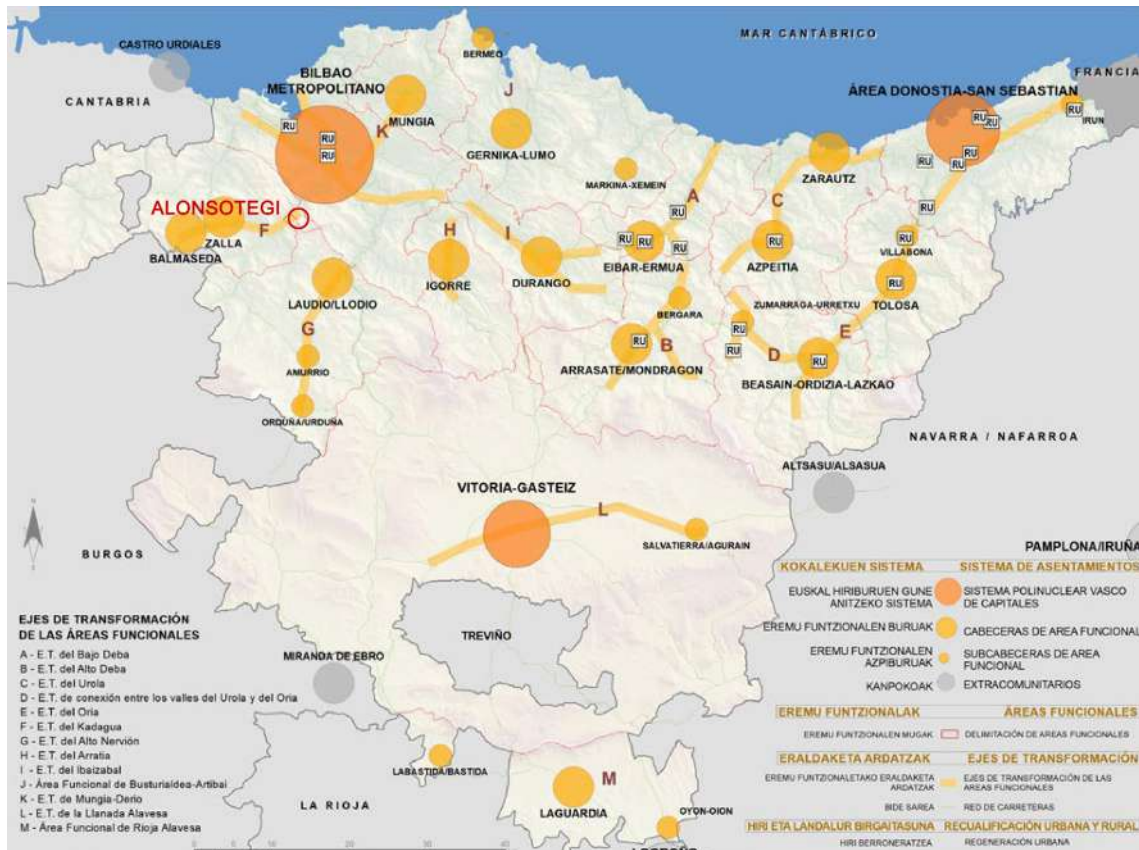 MAR CANTÁBRICO
CASTRO URDIALES
CANTABRIA
BILBAO
METROPOLITANO
BERMEO
J
MUNGIA
K
GERNIKA-LUMO
ÁREA DONOSTIA-SAN SEBASTIAN
FRANCIA
IRUN
RU
RU
RU
RU
RU
RU
RU
RU
RU
MARKINA-XEMEIN
A
ZARAUTZ
C
ALONSOTEGI
ZALLA
BALMASEDA
F
H
IGORRE
I
DURANGO
RU
RU
RU
RU
EIBAR-ERMUA
RU
AZPEITIA
RU
VILLABONA
RU
TOLOSA
LAUDIO/LLODIO
G
AMURRIO
ORDUÑA/URDUÑA
BERGARA
RU
B
ARRASATE/MONDRAGON
ZUMARRAGA-URRETXU
RU
RU
D
RU
E
BEASAIN-ORDIZIA-LAZKAO
NAVARRA / NAFARROA
ALTSASU/ALSASUA
VITORIA-GASTEIZ
L
SALVATIERRA/AGURAIN
BURGOS
TREVIÑO
MIRANDA DE EBRO
LABASTIDA/BASTIDA
LA RIOJA
M
LAGUARDIA
OYON-OION
PAMPLONA/IRUÑA
EJES DE TRANSFORMACIÓN
DE LAS ÁREAS FUNCIONALES
A - E.T. del Bajo Deba
B - E.T. del Alto Deba
C - E.T. del Urola
D - E.T. de conexión entre los valles del Urola y del Oria
E - E.T. del Oria
F - E.T. del Kadagua
G - E.T. del Alto Nervión
H - E.T. del Arratia
I - E.T. del Ibaizabal
J - Área Funcional de Busturialdea-Artibai
K - E.T. de Mungia-Derio
L - E.T. de la Llanada Alavesa
M - Área Funcional de Rioja Alavesa
KOKALEKUEN SISTEMA SISTEMA DE ASENTAMIENTOS
EUSKAL HIRIBURUEN GUNE
ANITZEKO SISTEMA
SISTEMA POLINUCLEAR VASCO
DE CAPITALES
EREMU FUNTZIONALEN BURUAK CABECERAS DE AREA FUNCIONAL
EREMU FUNTZIONALEN
AZPIBURUAK
SUBCABECERAS DE AREA
FUNCIONAL
KANPOKOAK EXTRACOMUNITARIOS
EREMU FUNTZIONALAK ÁREAS FUNCIONALES
EREMU FUNTZIONALEN MUGAK DELIMITACIÓN DE AREAS FUNCIONALES
ERALDAKETA ARDATZAK EJES DE TRANSFORMACIÓN
EREMU FUNTZIONALETAKO ERALDAKETA
ARDATZAK
EJES DE TRANSFORMACIÓN DE LAS
AREAS FUNCIONALES
BIDE SAREA RED DE CARRETERAS
HIRI ETA LANDALUR BIRGAITASUNA RECUALIFICACIÓN URBANA Y RURAL
HIRI BERRONERATZEA REGENERACIÓN URBANA